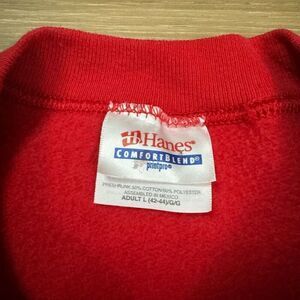 Hanes
COMFORTBLEND®
printpro®
PRESHRUNK 50% COTTON 50% POLYESTER
ASSEMBLED IN MEXICO
ADULT L (42-44)/G/G